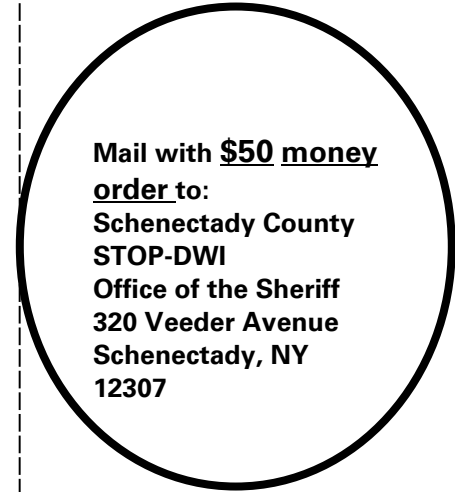 Mail with $50 money
order to:
Schenectady County
STOP-DWI
Office of the Sheriff
320 Veeder Avenue
Schenectady, NY
12307